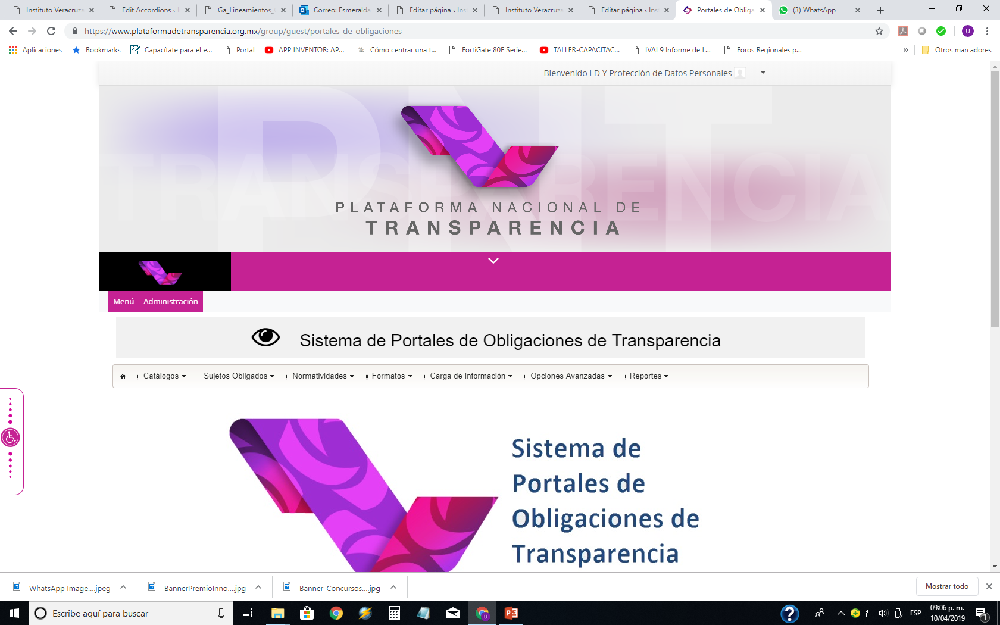 Instituto Veracruza
Edit Accordions ‹
Ga_Lineamientos_
Correo: Esmeralda
Editar página ‹ Ins
Instituto Veracruza
Editar página ‹ Ins
Portales de Obliga
(3) WhatsApp
https://www.plataformadetransparencia.org.mx/group/guest/portales-de-obligaciones
U
Aplicaciones
Bookmarks
Capacítate para el e...
Portal
APP INVENTOR: AP...
Cómo centrar una t...
FortiGate 80E Serie...
TALLER-CAPACITAC...
IVAI 9 Informe de L...
Foros Regionales p...
»
Otros marcadores
Bienvenido I D Y Protección de Datos Personales
PNT
TRANSPARENCIA
PLATAFORMA NACIONAL DE
TRANSPARENCIA
Menú Administración
Sistema de Portales de Obligaciones de Transparencia
Catálogos
Sujetos Obligados
Normatividades
Formatos
Carga de Información
Opciones Avanzadas
Reportes
Sistema de
Portales de
Obligaciones de
Transparencia
WhatsApp Image....jpeg
BannerPremioInno....jpg
Banner_Concursos....jpg
Mostrar todo
Escribe aquí para buscar
ESP
09:06 p. m.
10/04/2019
1